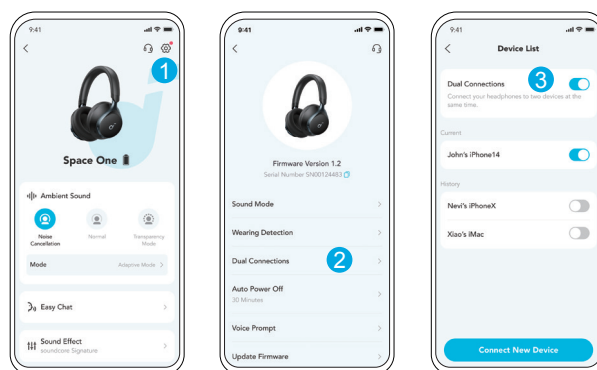 9:41
1
Space One
Ambient Sound
Noise
Cancellation
Normal
Transparency
Mode
Mode
Adaptive Mode
Easy Chat
Sound Effect
soundcore Signature
9:41
Firmware Version 1.2
Serial Number SN00124483
Sound Mode
Wearing Detection
Dual Connections
2
Auto Power Off
30 Minutes
Voice Prompt
Update Firmware
9:41
Device List
Dual Connections
3
Connect your headphones to two devices at the
same time.
Current
John's iPhone14
History
Nevi's iPhoneX
Xiao's iMac
Connect New Device